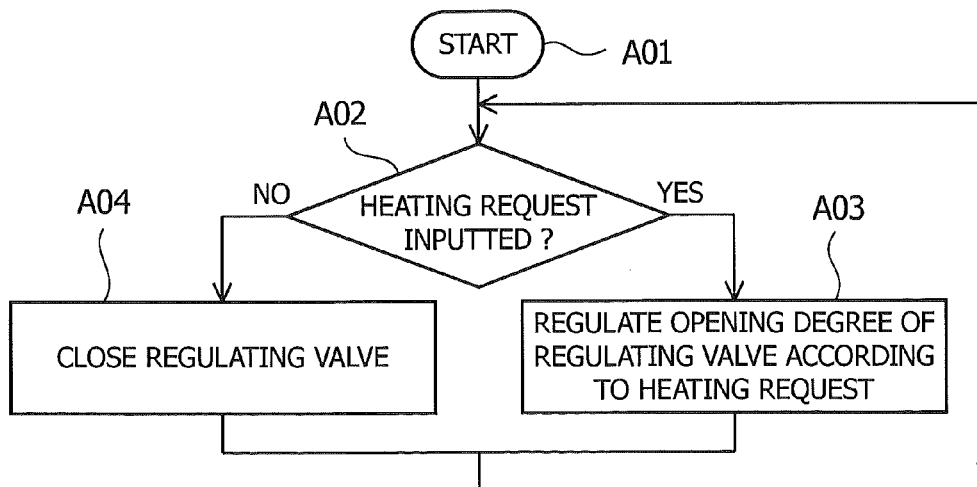 START
A01
A02
NO
YES
HEATING REQUEST
INPUTTED ?
A04
A03
CLOSE REGULATING VALVE
REGULATE OPENING DEGREE OF
REGULATING VALVE ACCORDING
TO HEATING REQUEST